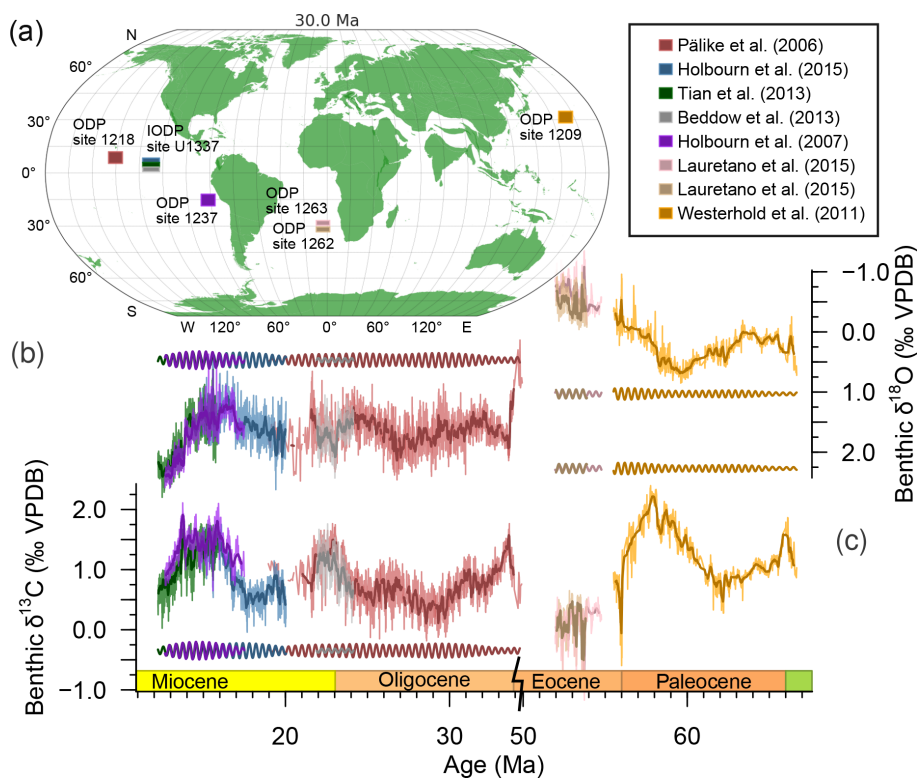 (a)
30.0 Ma
N
60°
30°
0°
30°
60°
S
W 120° 60° 0° 60° 120° E
ODP
site 1218
IODP
site U1337
ODP
site 1237
ODP
site 1263
ODP
site 1262
ODP
site 1209
Pälike et al. (2006)
Holbourn et al. (2015)
Tian et al. (2013)
Beddow et al. (2013)
Holbourn et al. (2007)
Lauretano et al. (2015)
Lauretano et al. (2015)
Westerhold et al. (2011)
(b)
−1.0
0.0
1.0
2.0
Benthic δ18O (‰ VPDB)
(c)
2.0
1.0
0.0
−1.0
Benthic δ13C (‰ VPDB)
Miocene Oligocene Eocene Paleocene
20 30 50 60
Age (Ma)